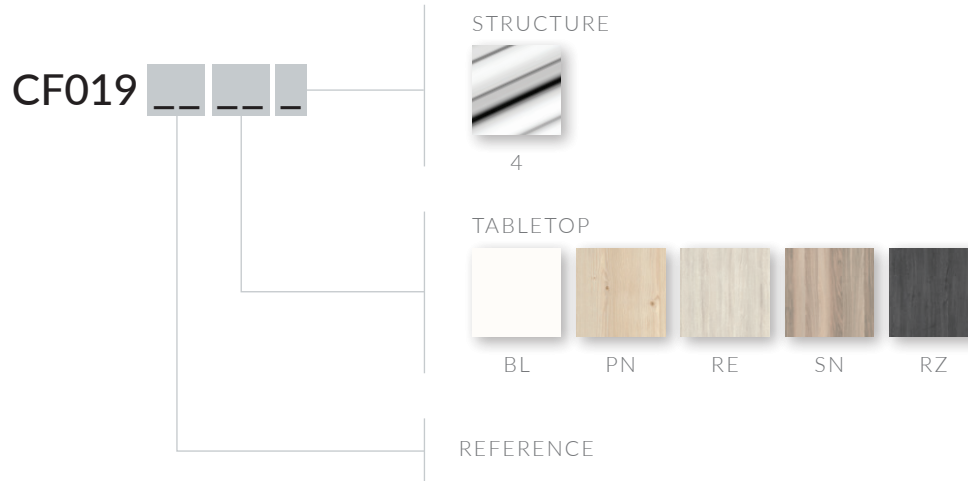 STRUCTURE
CF019 __ __ _
4
TABLETOP
BL PN RE SN RZ
REFERENCE